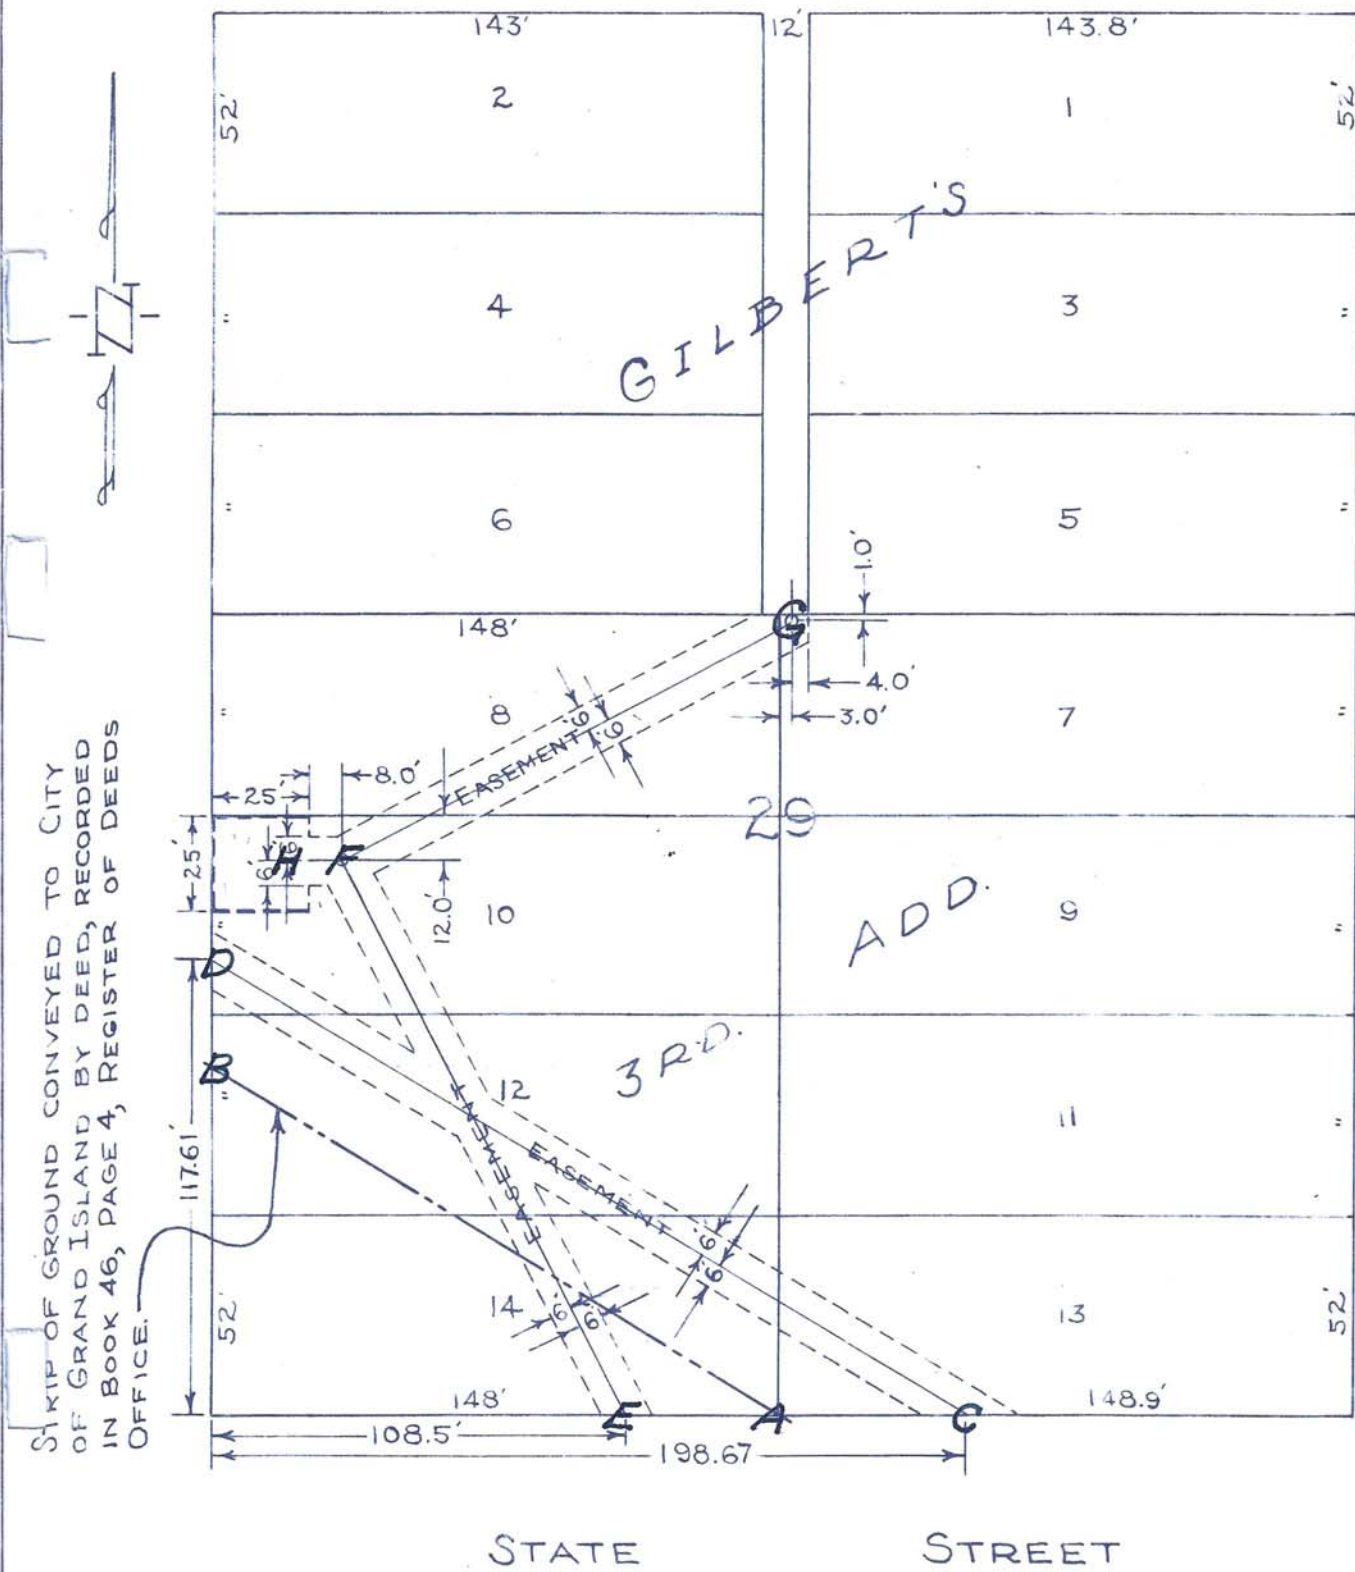 143' 12' 143.8'
52' 2 1 52'
GILBERT'S
" 4 3 "
" 6 5 "
1.0'
148' G
4.0'
" 8 6' 6' 7 "
3.0'
EASEMENT
25' 8.0'
29
25' 6' 6' H F
12.0' 10 ADD. 9 "
"
D
B 3RD.
" 12 11 "
EASEMENT
EASEMENT
117.61'
6' 6'
52' 14 6' 6' 13 52'
148' E A C 148.9'
108.5'
198.67
STRIP OF GROUND CONVEYED TO CITY
OF GRAND ISLAND BY DEED, RECORDED
IN BOOK 46, PAGE 4, REGISTER OF DEEDS
OFFICE.
N
STATE STREET